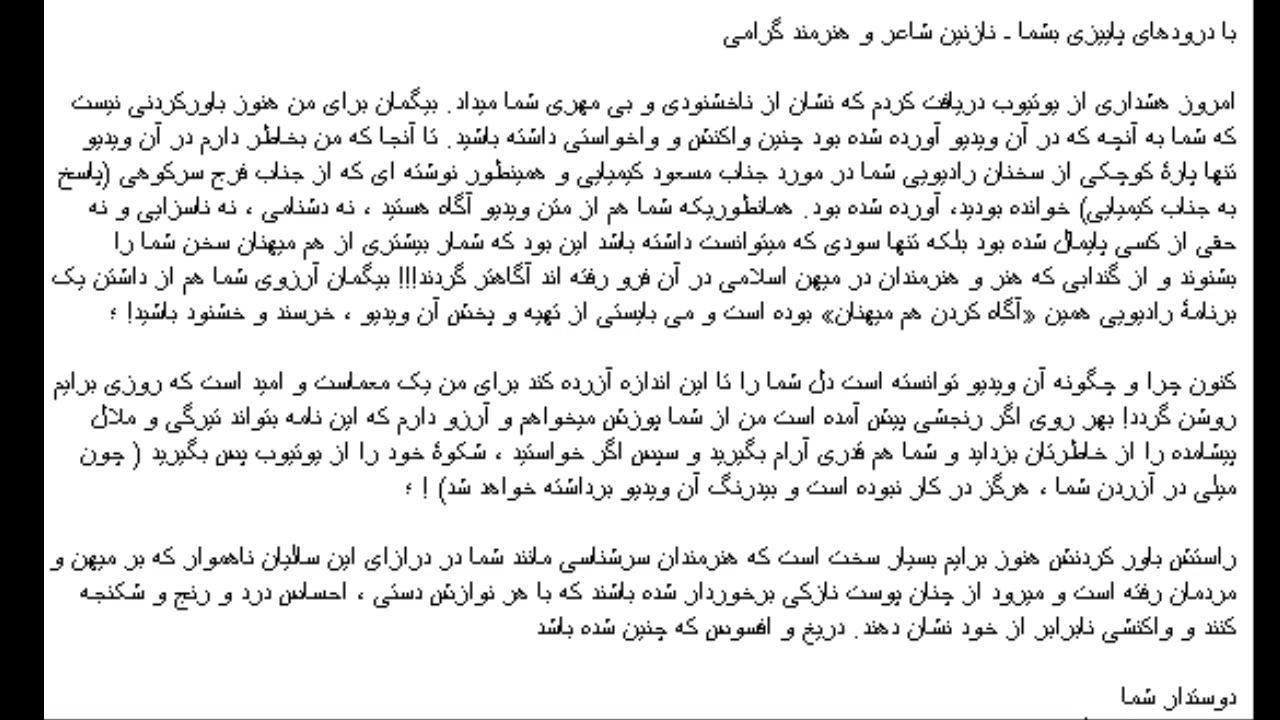 با درودهای پاییزی بشما - نازنین شاعر و هنرمند گرامی
امروز هشداری از یوتیوب دریافت کردم که نشان از ناخشنودی و بی مهری شما میداد. بیگمان برای من هنوز باورکردنی نیست
که شما به آنچه که در آن ویدیو آورده شده بود چنین واکنش و واخواستی داشته باشید. تا آنجا که من بخاطر دارم در آن ویدیو
تنها پارۀ کوچکی از سخنان رادیویی شما در مورد جناب مسعود کیمیایی و همینطور نوشته ای که از جناب فرج سرکوهی (پاسخ
به جناب کیمیایی) خوانده بودید، آورده شده بود. همانطوریکه شما هم از متن ویدیو آگاه هستید ، نه دشنامی ، نه ناسزایی و نه
حقی از کسی پایمال شده بود بلکه تنها سودی که میتوانست داشته باشد این بود که شمار بیشتری از هم میهنان سخن شما را
بشنوند و از گندابی که هنر و هنرمندان در میهن اسلامی در آن فرو رفته اند آگاهتر گردند!!! بیگمان آرزوی شما هم از داشتن یک
برنامۀ رادیویی همین «آگاه کردن هم میهنان» بوده است و می بایستی از تهیه و پخش آن ویدیو ، خرسند و خشنود باشید! ؛
کنون چرا و چگونه آن ویدیو توانسته است دل شما را تا این اندازه آزرده کند برای من یک معماست و امید است که روزی برایم
روشن گردد! بهر روی اگر رنجشی پیش آمده است من از شما پوزش میخواهم و آرزو دارم که این نامه بتواند تیرگی و ملال
پیشامده را از خاطرتان بزداید و شما هم قدری آرام بگیرید و سپس اگر خواستید ، شکوۀ خود را از یوتیوب پس بگیرید ( چون
میلی در آزردن شما ، هرگز در کار نبوده است و بیدرنگ آن ویدیو برداشته خواهد شد) ! ؛
راستش باور کردنش هنوز برایم بسیار سخت است که هنرمندان سرشناسی مانند شما در درازای این سالیان ناهموار که بر میهن و
مردمان رفته است و میرود از چنان پوست نازکی برخوردار شده باشند که با هر نوازش دستی ، احساس درد و رنج و شکنجه
کنند و واکنشی نابرابر از خود نشان دهند. دریغ و افسوس که چنین شده باشد
دوستدار شما